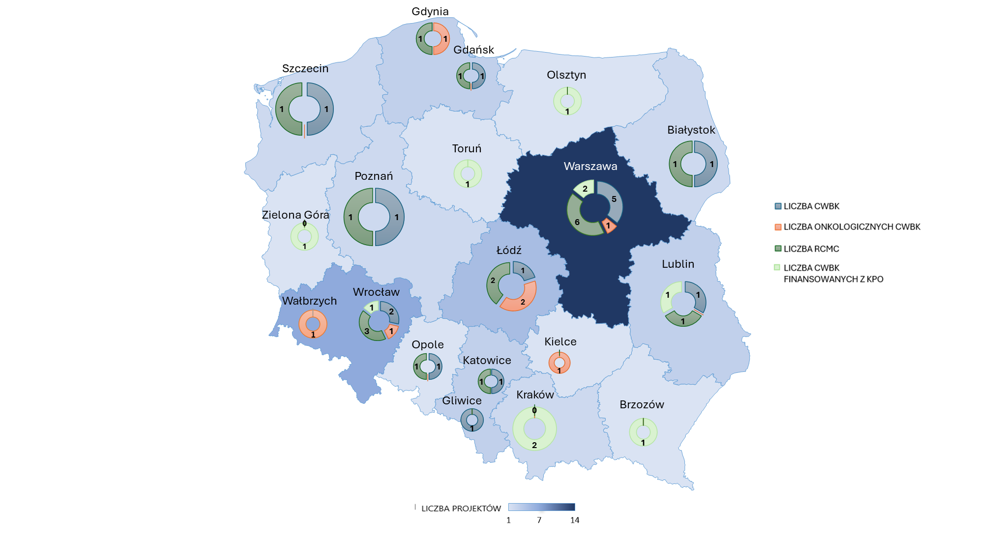 Gdynia
1 1
Gdańsk
1 1
Szczecin
1 1
Olsztyn
1
Białystok
1 1
Toruń
1
Warszawa
2
5
6
1
Poznań
1 1
Zielona Góra
0
1
Łódź
1
2
2
Lublin
1 1
1
Wałbrzych
1
Wrocław
1
2
3 1
Opole
1 1
Katowice
1 1
Kielce
1
Gliwice
1
Kraków
0
2
Brzozów
1
LICZBA CWBK
LICZBA ONKOLOGICZNYCH CWBK
LICZBA RCMC
LICZBA CWBK
FINANSOWANYCH Z KPO
LICZBA PROJEKTÓW
1 7 14